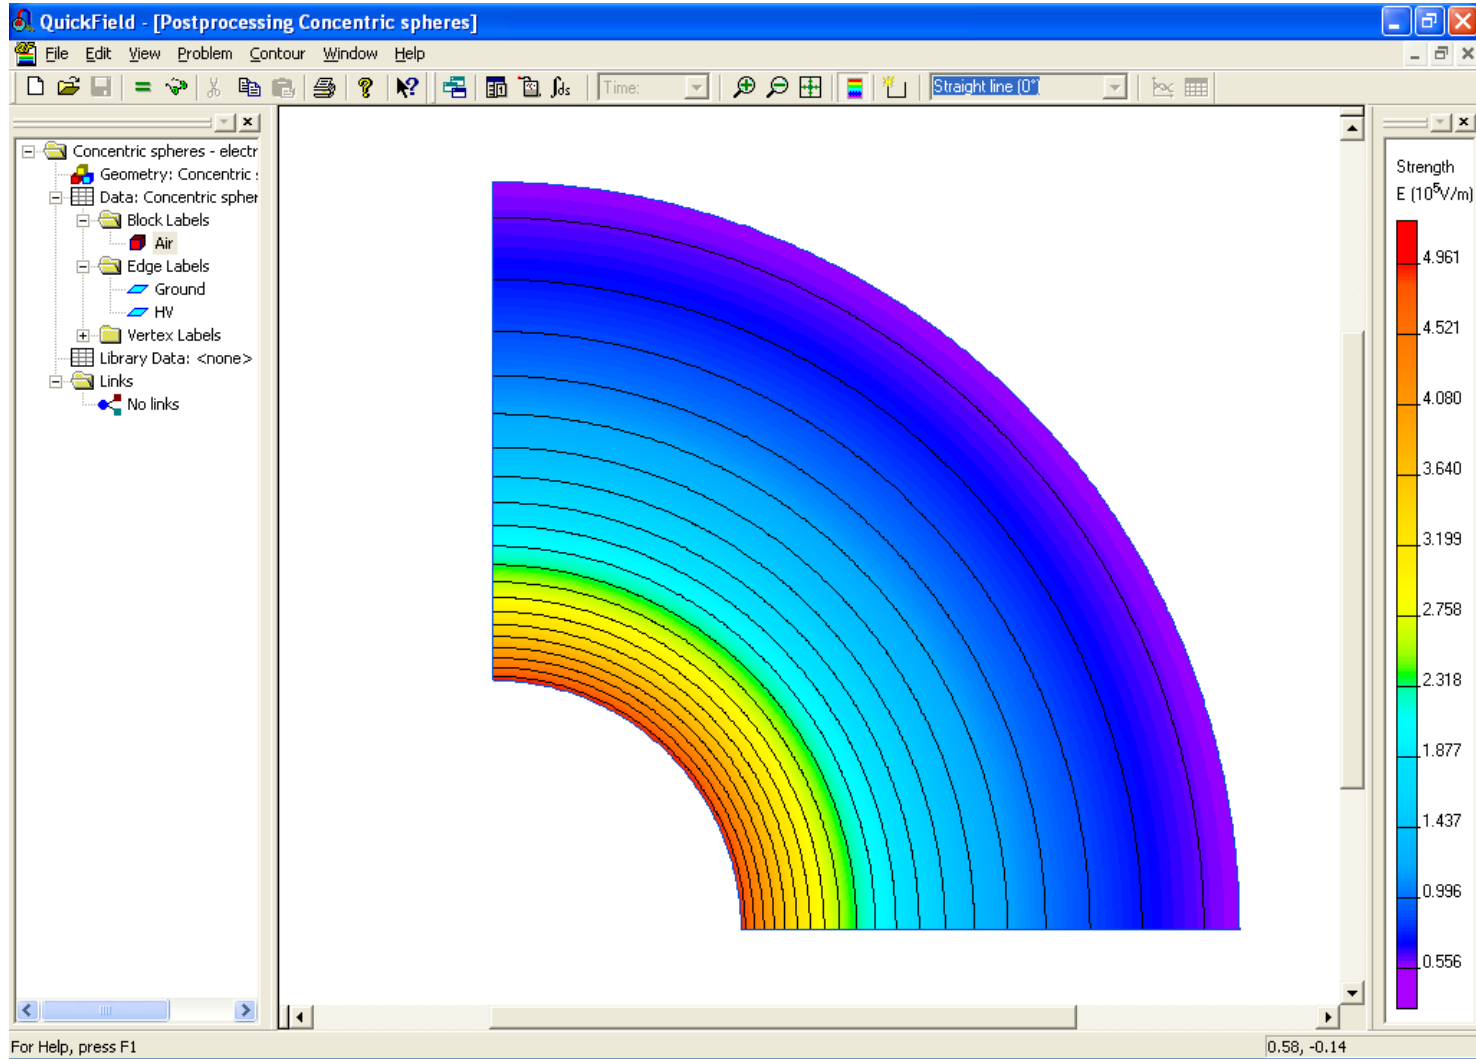 QuickField - [Postprocessing Concentric spheres]
File Edit View Problem Contour Window Help
Time:
Straight line (0°)
Concentric spheres - electr
Geometry: Concentric
Data: Concentric spher
Block Labels
Air
Edge Labels
Ground
HV
Vertex Labels
Library Data: <none>
Links
No links
Strength
E (10⁵V/m)
4.961
4.521
4.080
3.640
3.199
2.758
2.318
1.877
1.437
0.996
0.556
For Help, press F1
0.58, -0.14